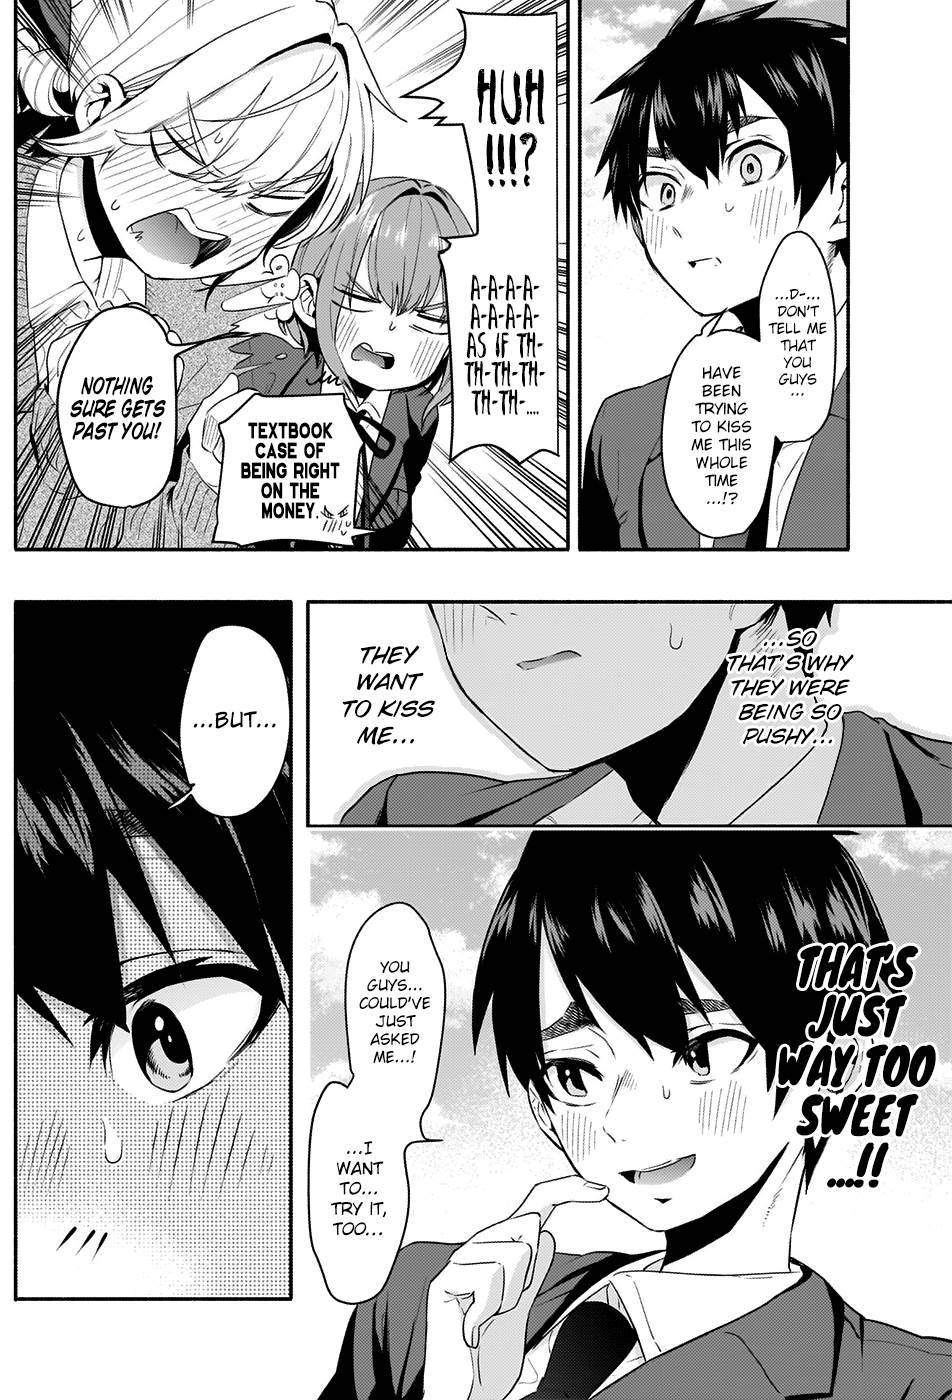 ...D-...
DON'T
TELL ME
THAT
YOU
GUYS
...
HAVE
BEEN
TRYING
TO KISS
ME THIS
WHOLE
TIME
...!?
HUH
!!!?
A-A-A-A-
A-A-A-A-
AS IF TH-
TH-TH-TH-
TH-TH-....
TEXTBOOK
CASE OF
BEING RIGHT
ON THE
MONEY.
NOTHING
SURE GETS
PAST YOU!
...SO
THAT'S WHY
THEY WERE
BEING SO
PUSHY...
THEY
WANT
TO KISS
ME...
...BUT...
THAT'S
JUST
WAY TOO
SWEET
....!!
YOU
GUYS...
COULD'VE
JUST
ASKED
ME...!
...I
WANT
TO...
TRY IT,
TOO...